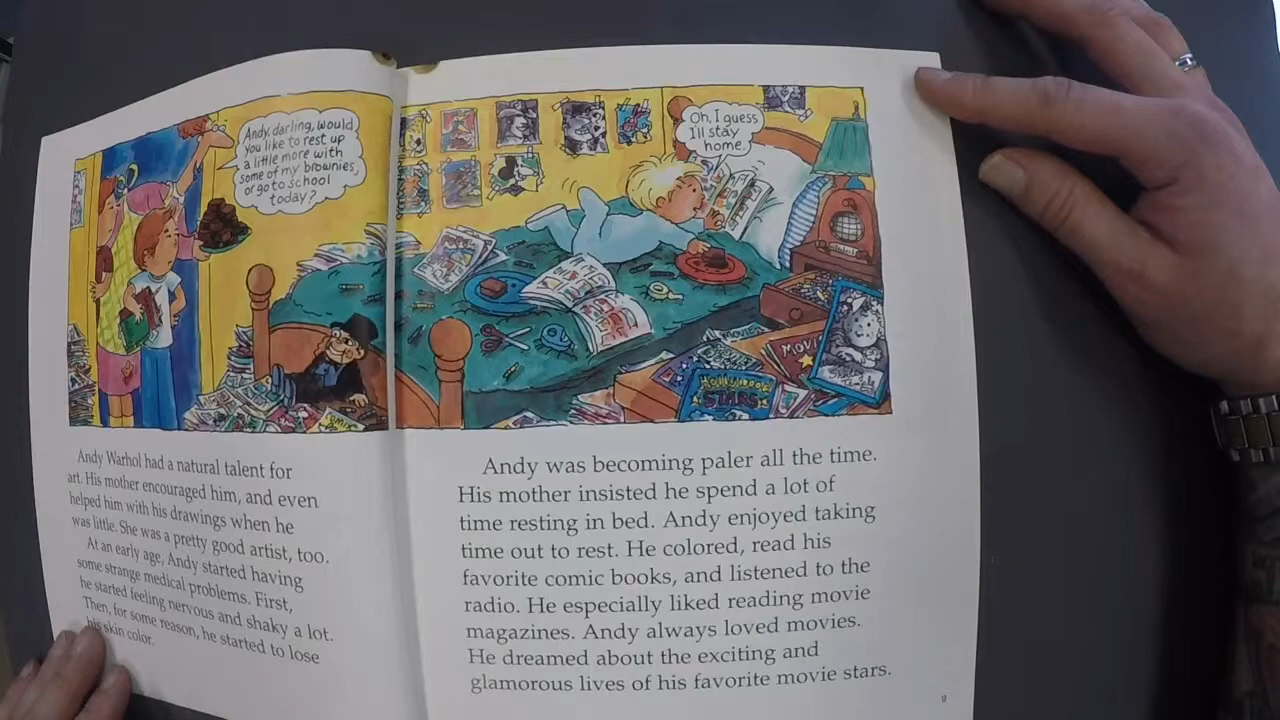 Andy, darling, would
you like to rest up
a little more with
some of my brownies,
or go to school
today?
Oh, I guess
I'll stay
home.
MOVIES
MOVIE
HOLLYWOOD
STARS
COMIC
Andy Warhol had a natural talent for
art. His mother encouraged him, and even
helped him with his drawings when he
was little. She was a pretty good artist, too.
At an early age, Andy started having
some strange medical problems. First,
he started feeling nervous and shaky a lot.
Then, for some reason, he started to lose
his skin color.
Andy was becoming paler all the time.
His mother insisted he spend a lot of
time resting in bed. Andy enjoyed taking
time out to rest. He colored, read his
favorite comic books, and listened to the
radio. He especially liked reading movie
magazines. Andy always loved movies.
He dreamed about the exciting and
glamorous lives of his favorite movie stars.
9